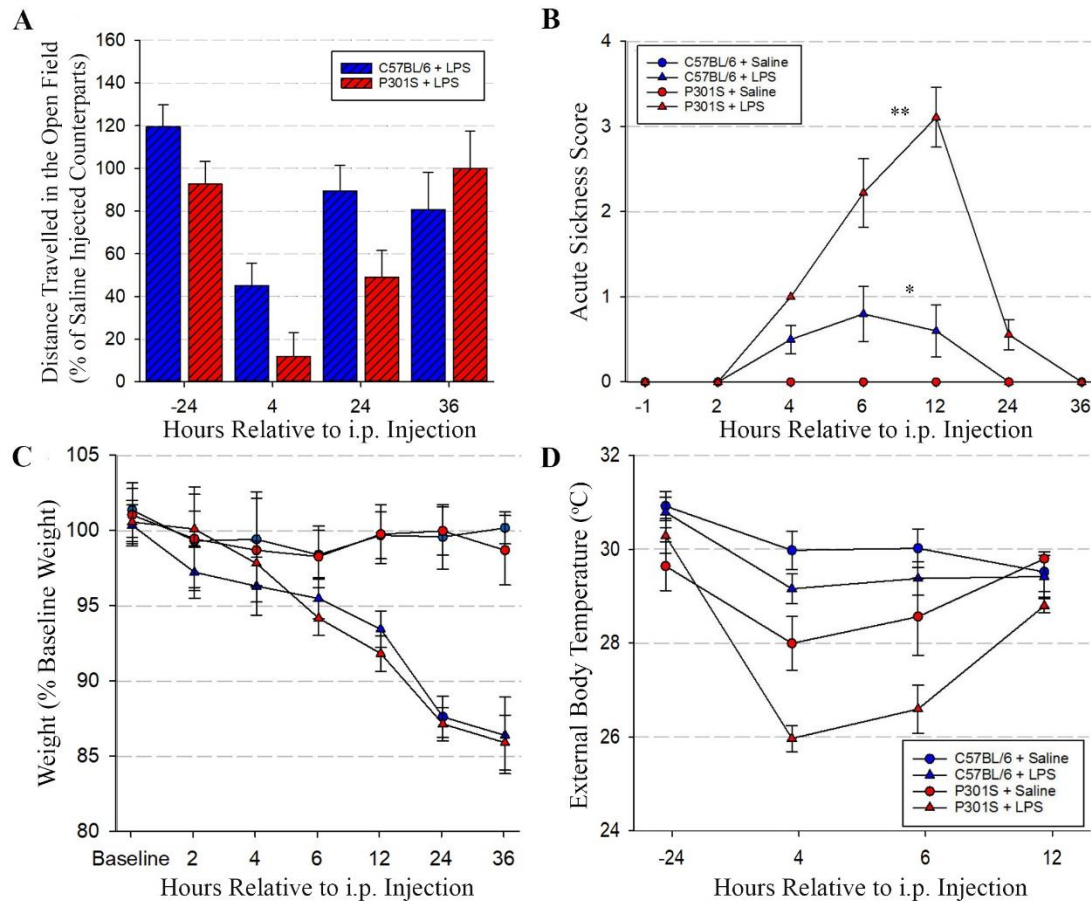 A
Distance Travelled in the Open Field
(% of Saline Injected Counterparts)
160
140
120
100
80
60
40
20
0
C57BL/6 + LPS
P301S + LPS
-24
4
24
36
Hours Relative to i.p. Injection
B
Acute Sickness Score
4
3
2
1
0
C57BL/6 + Saline
C57BL/6 + LPS
P301S + Saline
P301S + LPS
**
*
-1
2
4
6
12
24
36
Hours Relative to i.p. Injection
C
Weight (% Baseline Weight)
105
100
95
90
85
80
Baseline
2
4
6
12
24
36
Hours Relative to i.p. Injection
D
External Body Temperature (°C)
32
31
30
28
26
24
C57BL/6 + Saline
C57BL/6 + LPS
P301S + Saline
P301S + LPS
-24
4
6
12
Hours Relative to i.p. Injection